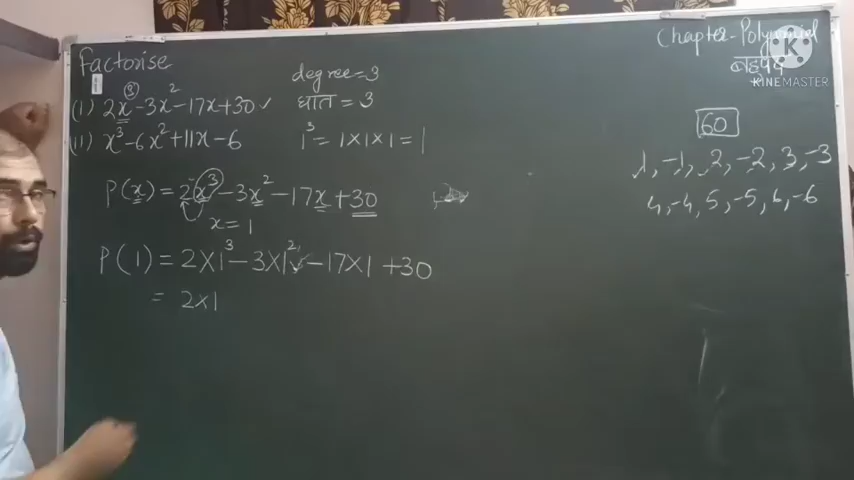 Factorise
Chapter-Polynomial
बहुपद
K
KINEMASTER
degree=3
(I) 2x³-3x²-17x+30 ✓
घात = 3
(II) x³-6x²+11x-6
1³ = 1×1×1 = 1
60
1, -1, 2, -2, 3, -3
4, -4, 5, -5, 6, -6
P(x) = 2x³-3x²-17x+30
x=1
P(1) = 2×1³-3×1²-17×1+30
= 2×1